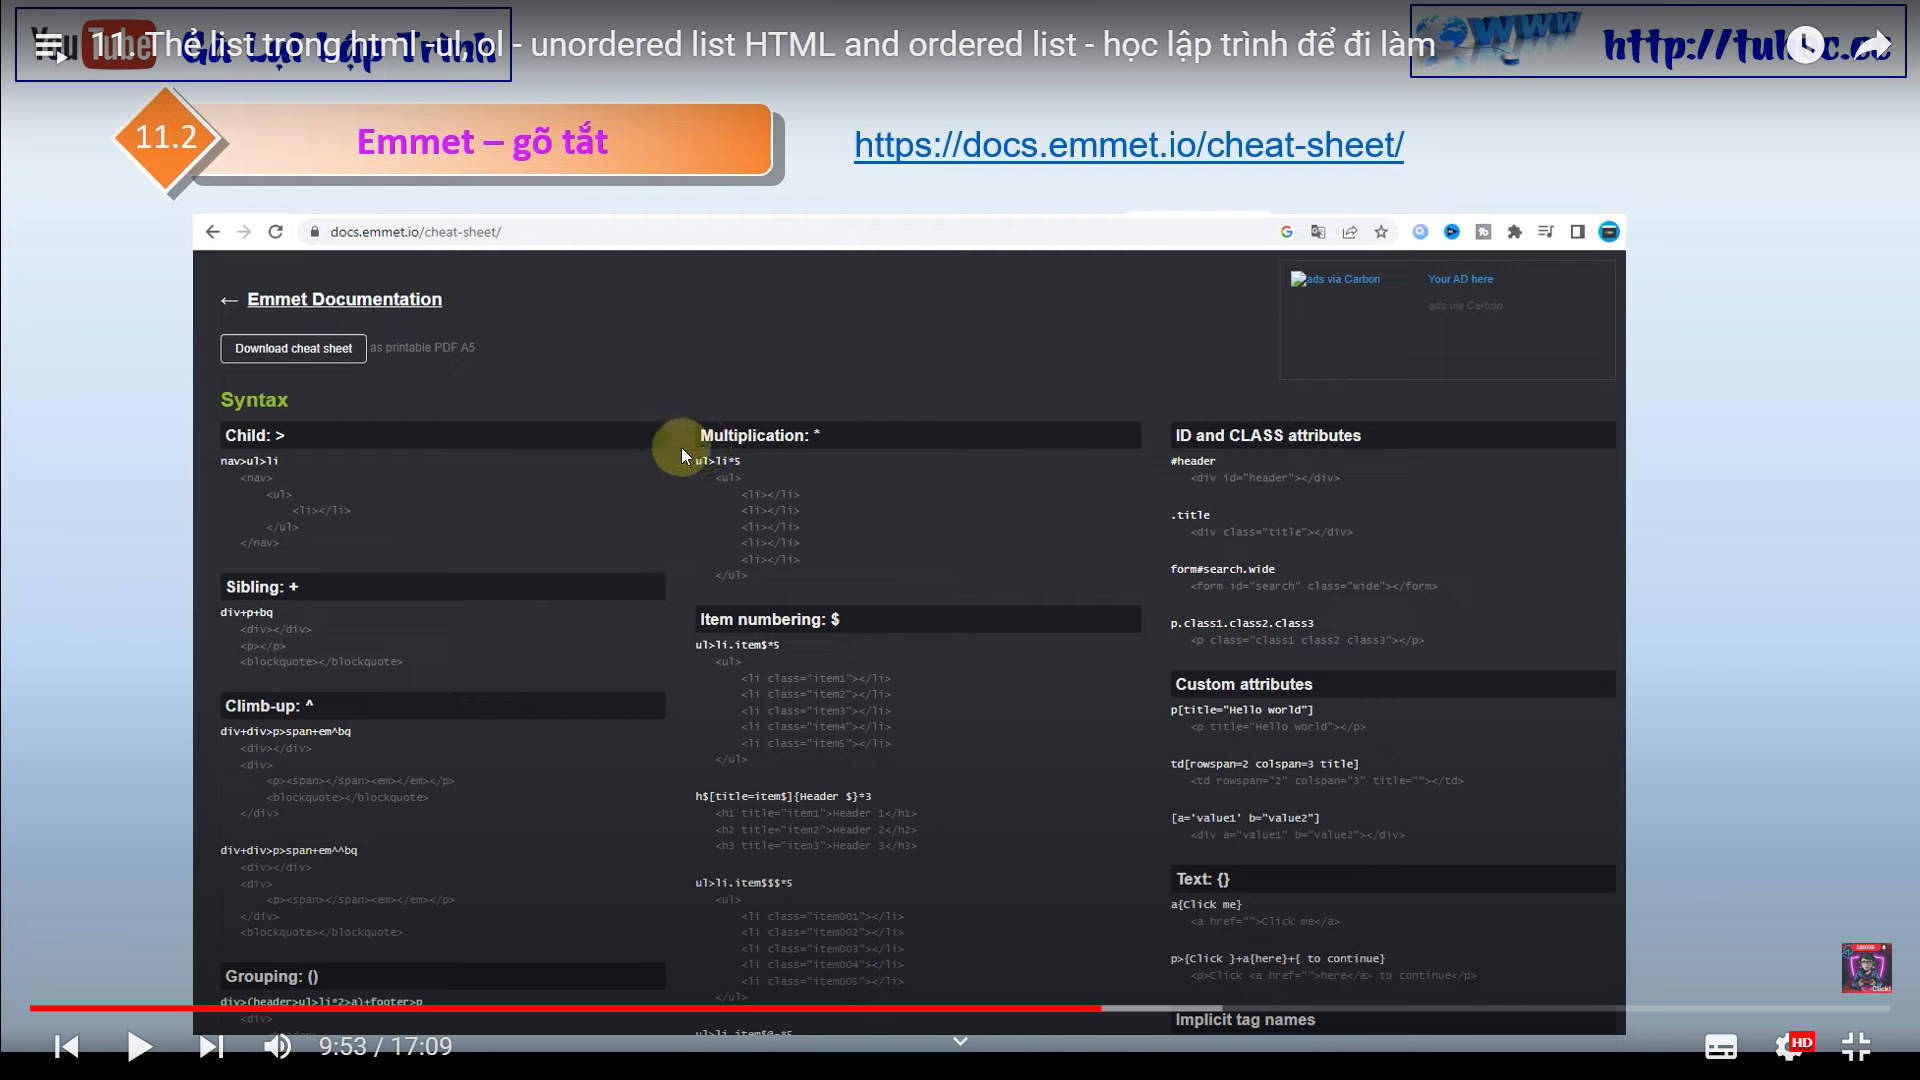 11. Thẻ list trong html -ul, ol - unordered list HTML and ordered list - học lập trình để đi làm
11.2
Emmet – gõ tắt
https://docs.emmet.io/cheat-sheet/
docs.emmet.io/cheat-sheet/
ads via Carbon
Your AD here
ads via Carbon
← Emmet Documentation
Download cheat sheet as printable PDF A5
Syntax
Child: >
nav>ul>li
<nav>
<ul>
<li></li>
</ul>
</nav>
Sibling: +
div+p+bq
<div></div>
<p></p>
<blockquote></blockquote>
Climb-up: ^
div+div>p>span+em^bq
<div></div>
<div>
<p><span></span><em></em></p>
<blockquote></blockquote>
</div>
div+div>p>span+em^^bq
<div></div>
<div>
<p><span></span><em></em></p>
</div>
<blockquote></blockquote>
Grouping: ()
div>(header>ul>li*2>a)+footer>p
<div>
Multiplication: *
ul>li*5
<ul>
<li></li>
<li></li>
<li></li>
<li></li>
<li></li>
</ul>
Item numbering: $
ul>li.item$*5
<ul>
<li class="item1"></li>
<li class="item2"></li>
<li class="item3"></li>
<li class="item4"></li>
<li class="item5"></li>
</ul>
h$[title=item$]{Header $}*3
<h1 title="item1">Header 1</h1>
<h2 title="item2">Header 2</h2>
<h3 title="item3">Header 3</h3>
ul>li.item$$$*5
<ul>
<li class="item001"></li>
<li class="item002"></li>
<li class="item003"></li>
<li class="item004"></li>
<li class="item005"></li>
</ul>
ul>li.item$@-*5
ID and CLASS attributes
#header
<div id="header"></div>
.title
<div class="title"></div>
form#search.wide
<form id="search" class="wide"></form>
p.class1.class2.class3
<p class="class1 class2 class3"></p>
Custom attributes
p[title="Hello world"]
<p title="Hello world"></p>
td[rowspan=2 colspan=3 title]
<td rowspan="2" colspan="3" title=""></td>
[a='value1' b="value2"]
<div a="value1" b="value2"></div>
Text: {}
a{Click me}
<a href="">Click me</a>
p>{Click }+a{here}+{ to continue}
<p>Click <a href="">here</a> to continue</p>
Implicit tag names
SUBSCRIBE
Click!
9:53 / 17:09
HD